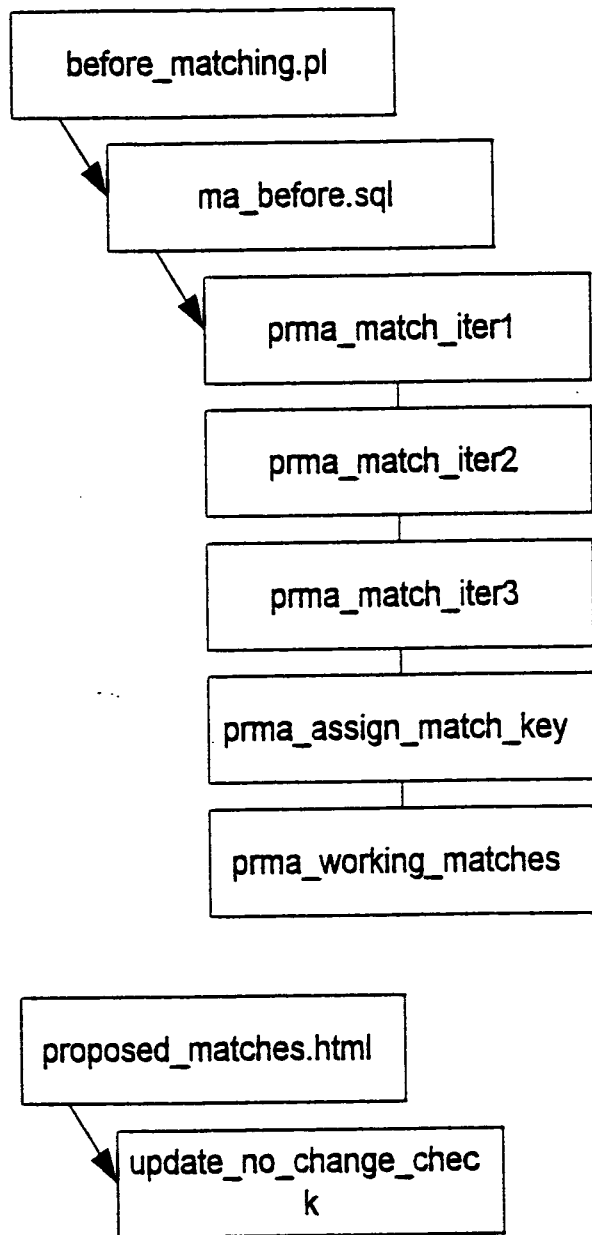 before_matching.pl
ma_before.sql
prma_match_iter1
prma_match_iter2
prma_match_iter3
prma_assign_match_key
prma_working_matches
proposed_matches.html
update_no_change_chec
k